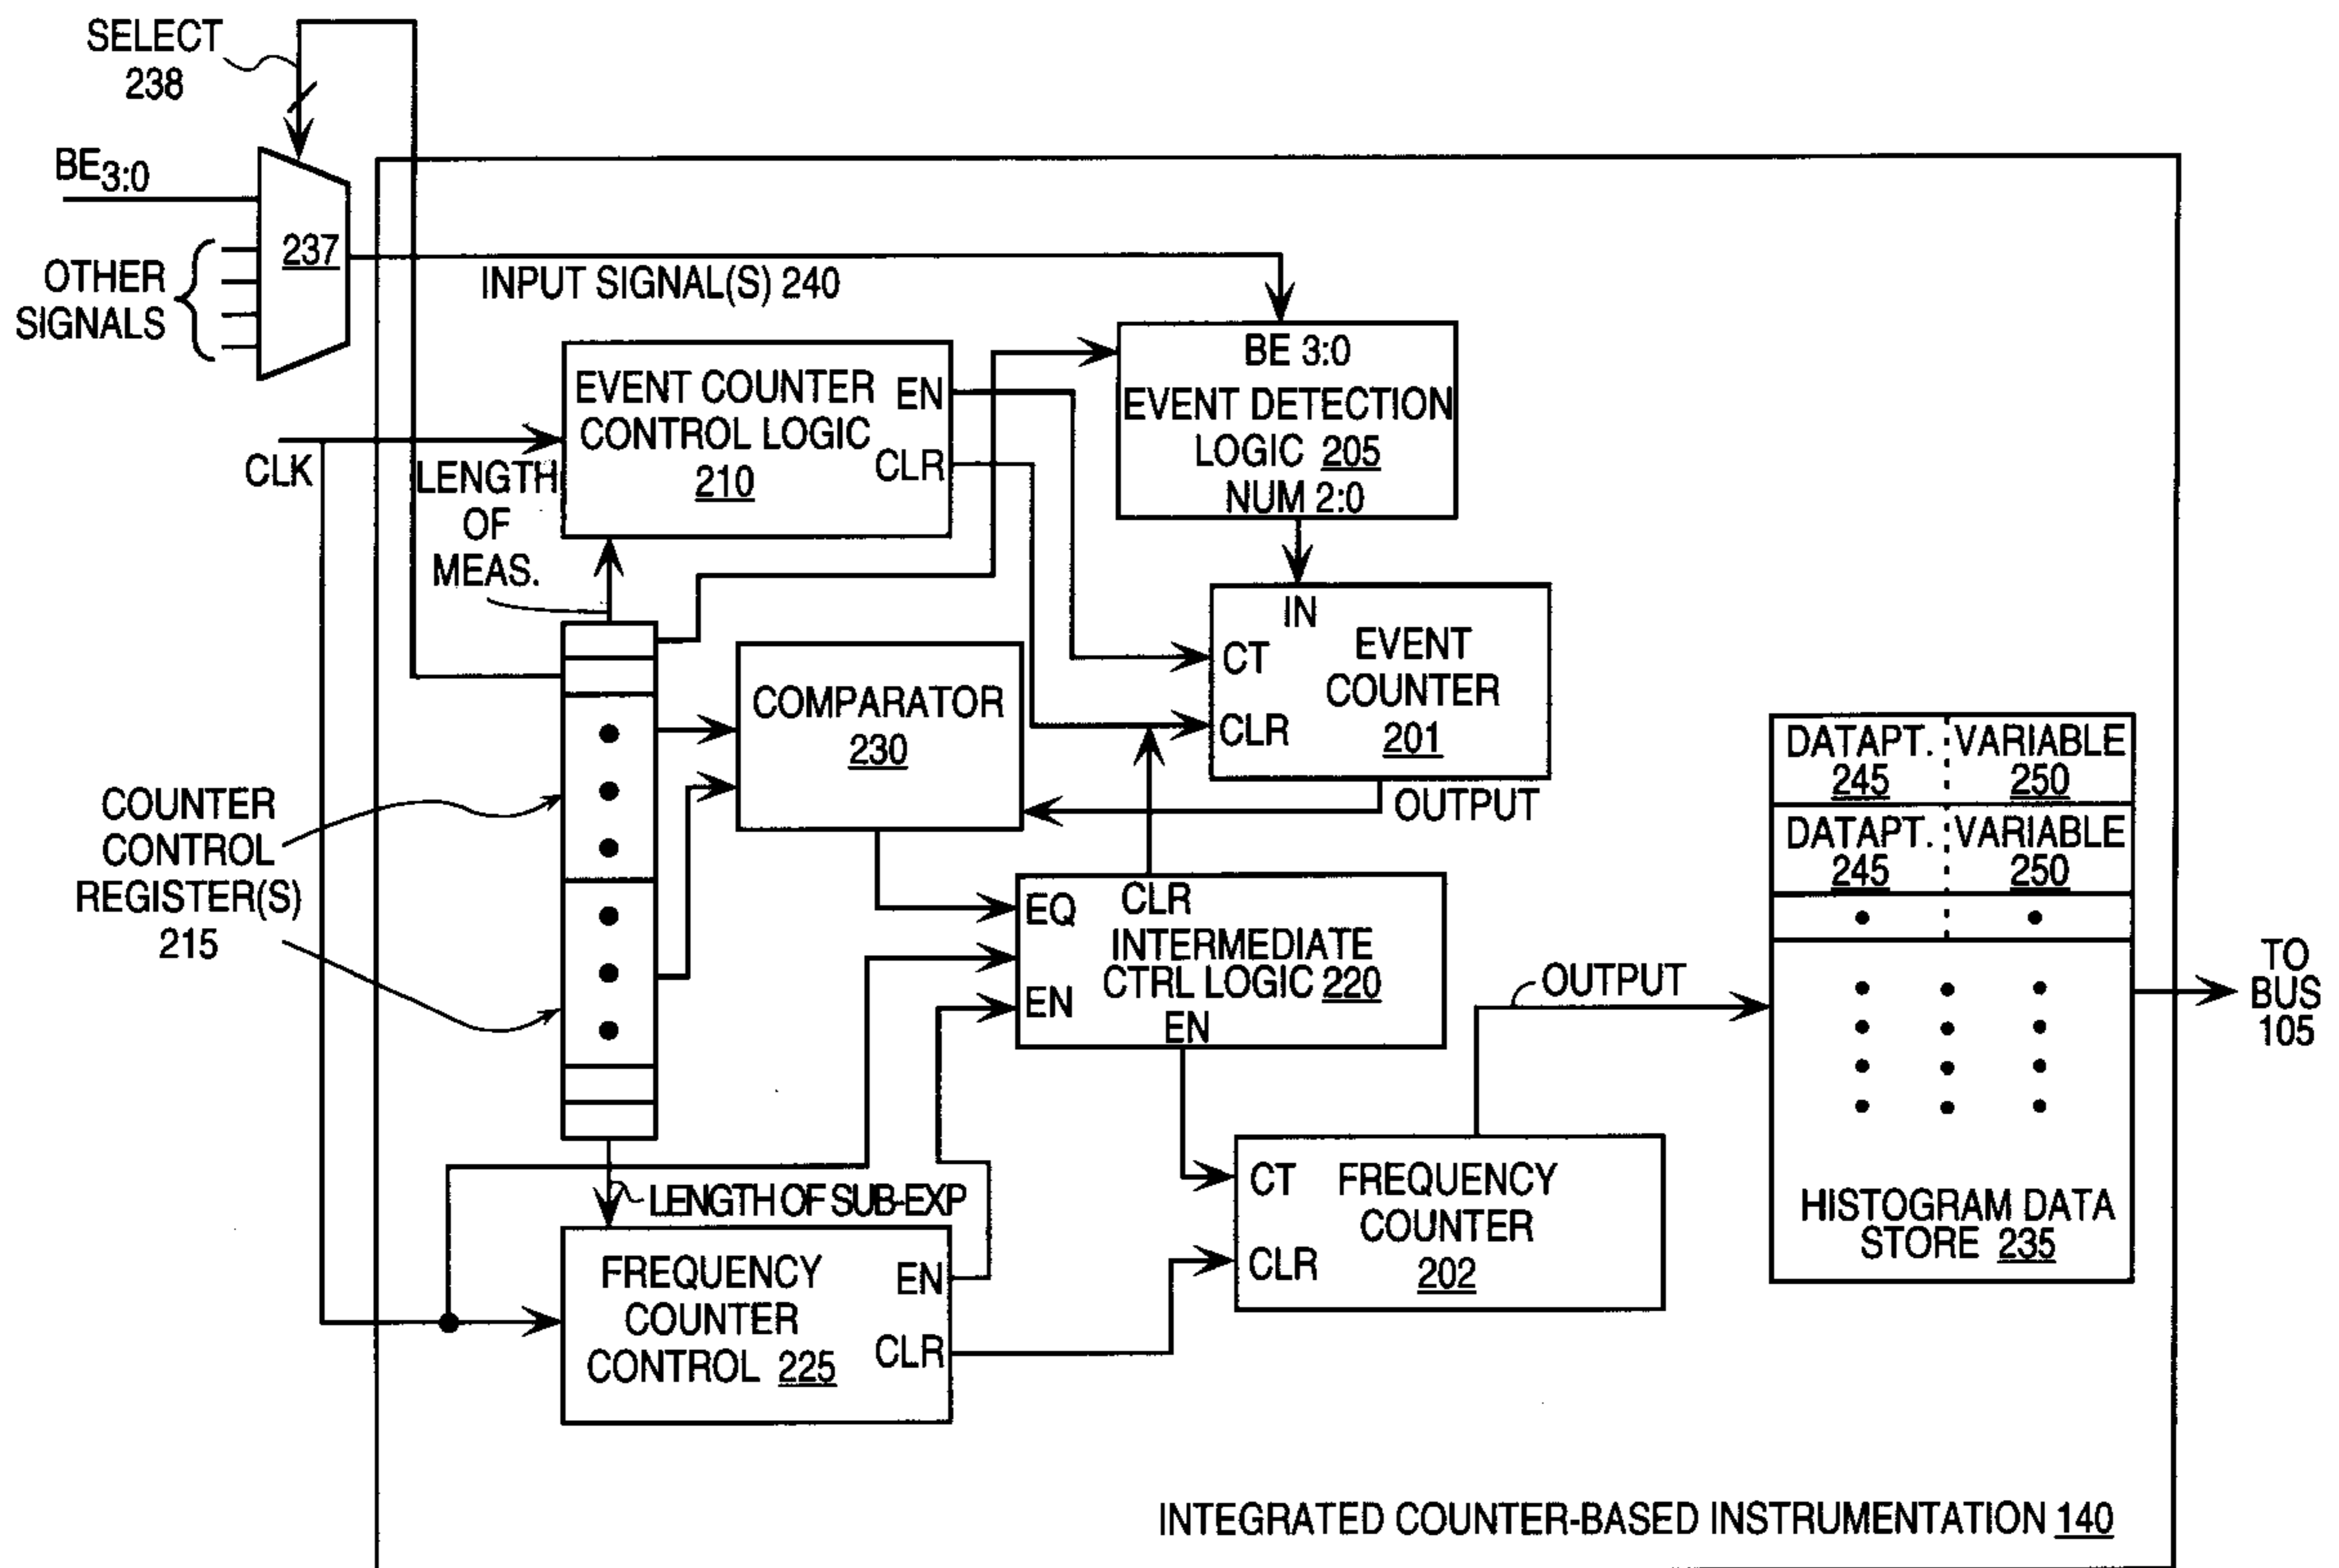 SELECT
238
BE3:0
237
OTHER
SIGNALS
INPUT SIGNAL(S) 240
BE 3:0
EVENT DETECTION
LOGIC 205
NUM 2:0
EVENT COUNTER
CONTROL LOGIC
210
EN
CLR
CLK
LENGTH
OF
MEAS.
IN
CT
EVENT
COUNTER
201
CLR
OUTPUT
COMPARATOR
230
COUNTER
CONTROL
REGISTER(S)
215
DATAPT.
245
VARIABLE
250
DATAPT.
245
VARIABLE
250
EQ
CLR
INTERMEDIATE
CTRL LOGIC 220
EN
EN
OUTPUT
TO
BUS
105
LENGTH OF SUB-EXP
CT
FREQUENCY
COUNTER
202
CLR
HISTOGRAM DATA
STORE 235
FREQUENCY
COUNTER
CONTROL 225
EN
CLR
INTEGRATED COUNTER-BASED INSTRUMENTATION 140